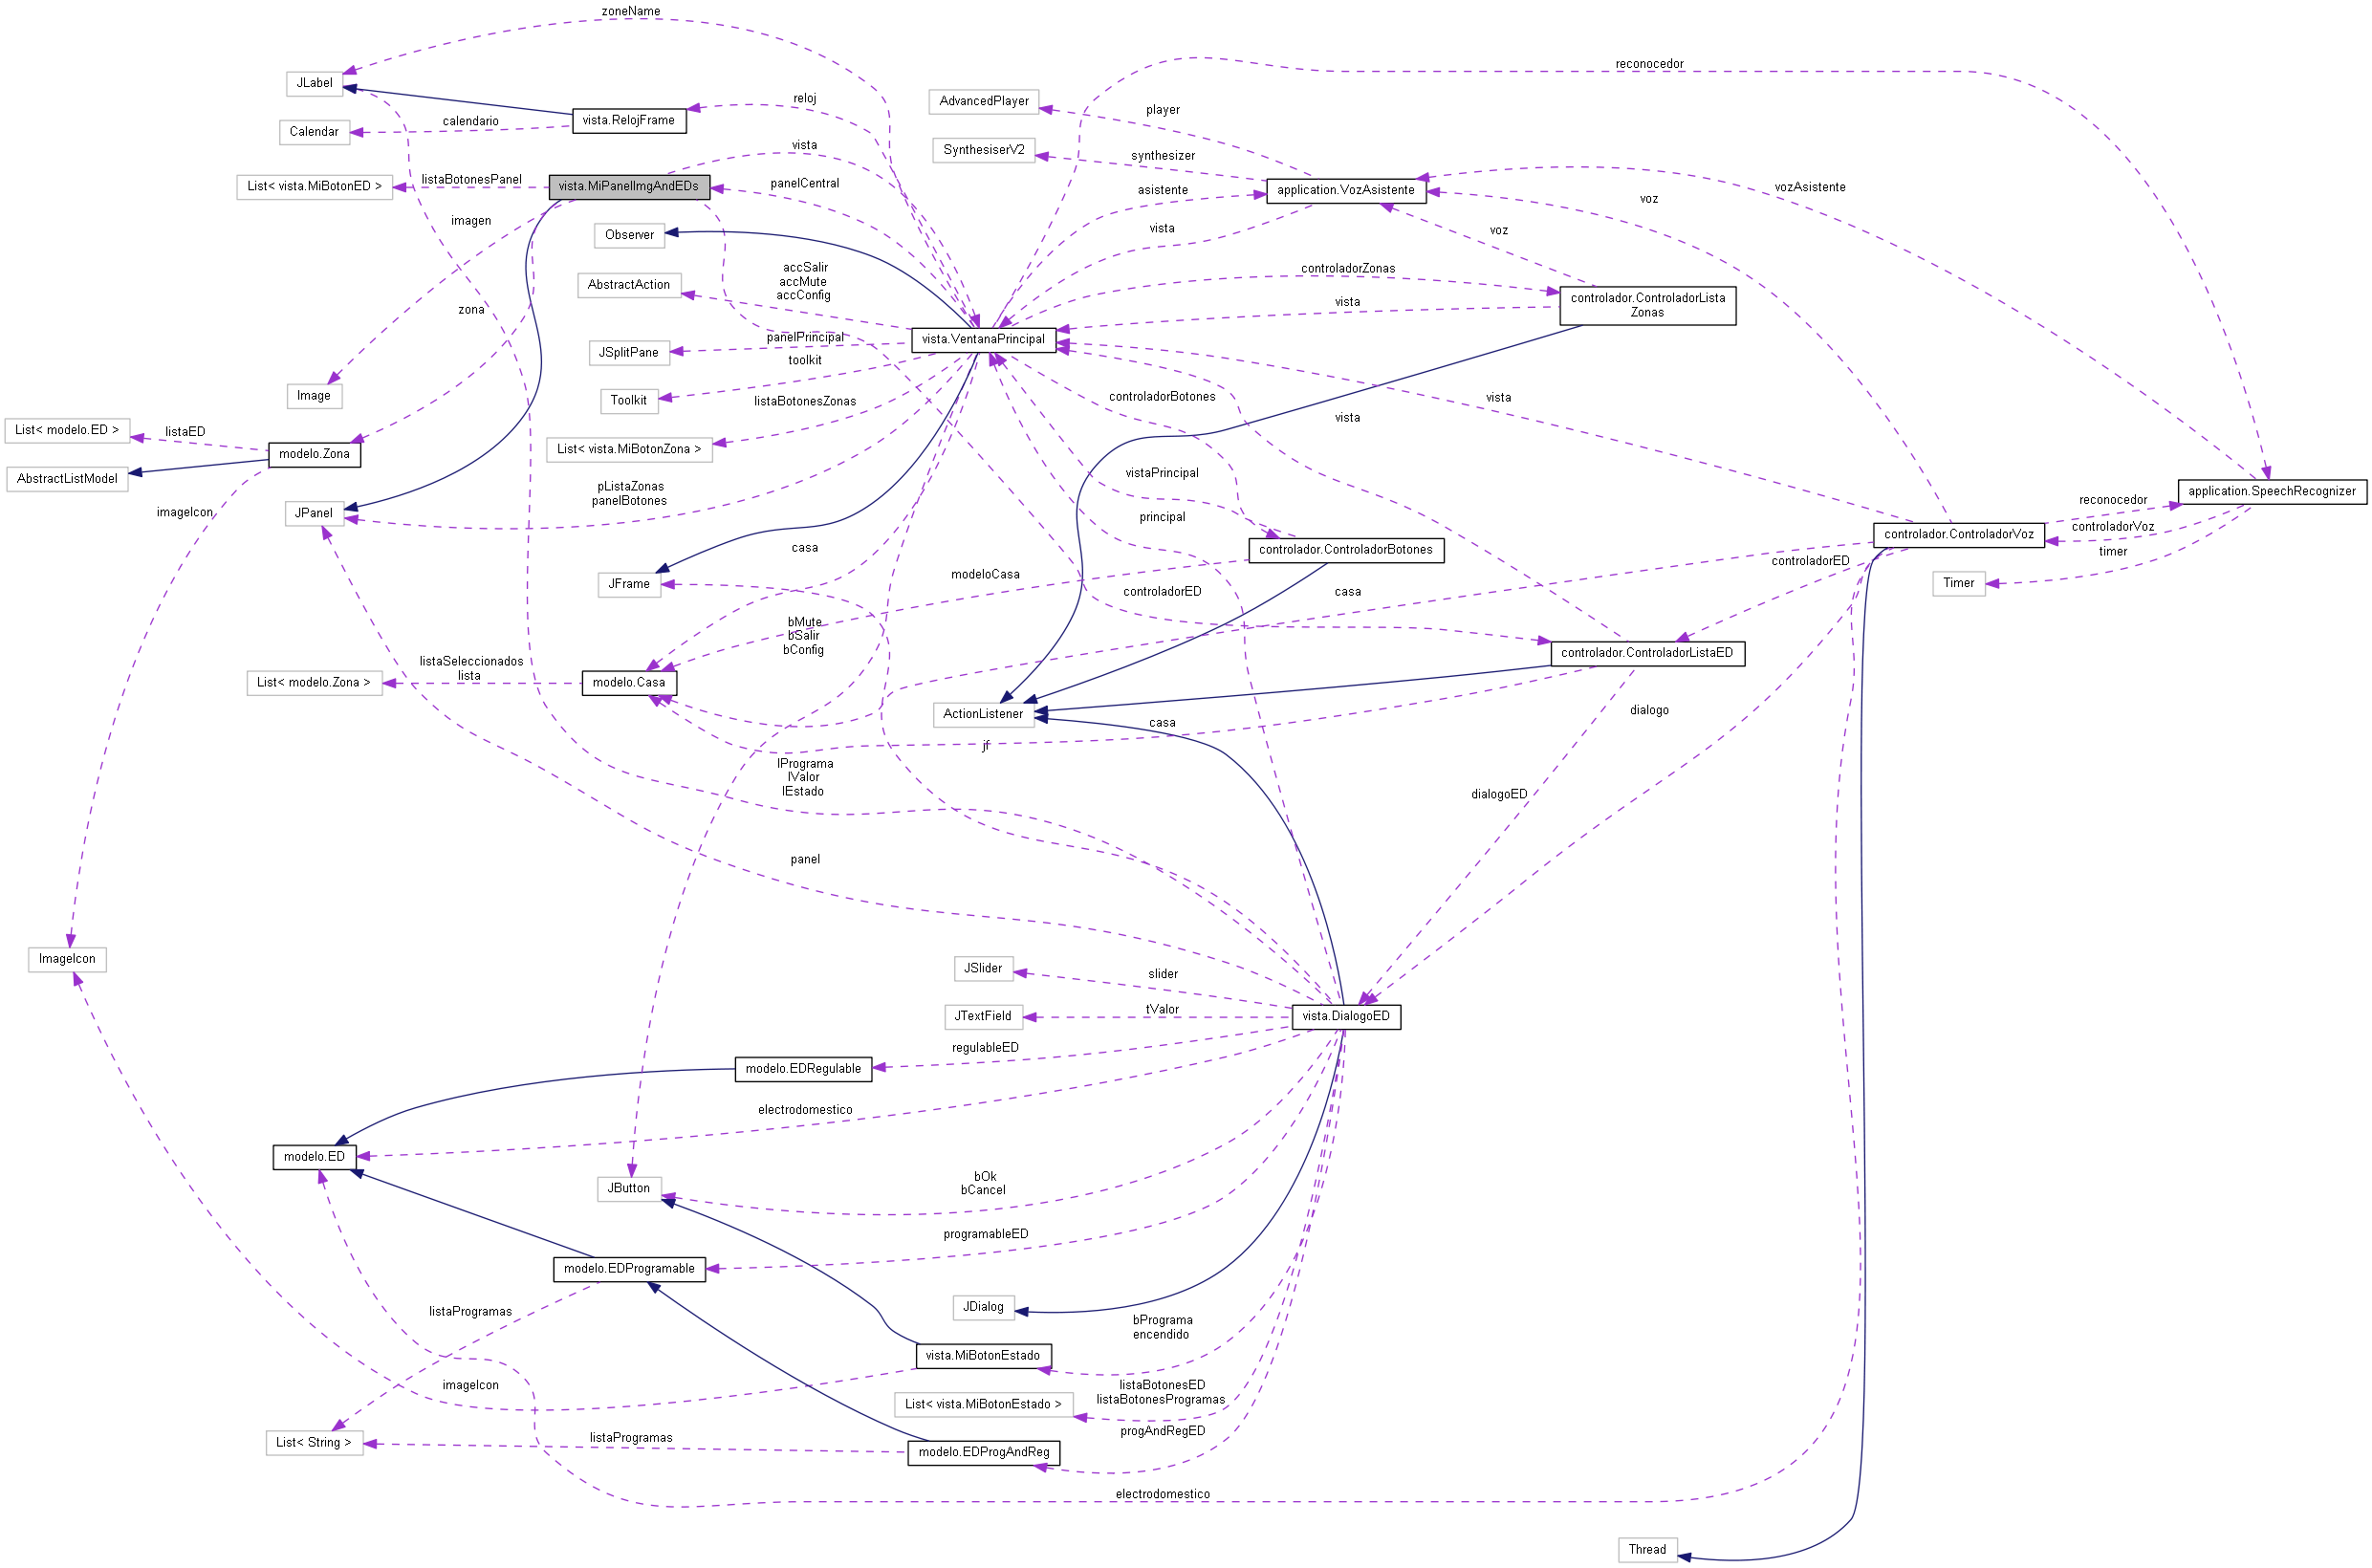 zoneName
reconocedor
JLabel
reloj
AdvancedPlayer
player
vista.RelojFrame
calendario
Calendar
vista
SynthesiserV2
synthesizer
List< vista.MiBotonED >
listaBotonesPanel
vista.MiPanelImgAndEDs
panelCentral
asistente
application.VozAsistente
vozAsistente
voz
imagen
Observer
vista
voz
accSalir
accMute
accConfig
AbstractAction
controladorZonas
controlador.ControladorLista
Zonas
vista
zona
panelPrincipal
vista.VentanaPrincipal
JSplitPane
toolkit
Image
Toolkit
listaBotonesZonas
controladorBotones
vista
vista
List< modelo.ED >
listaED
List< vista.MiBotonZona >
modelo.Zona
AbstractListModel
vistaPrincipal
pListaZonas
panelBotones
application.SpeechRecognizer
reconocedor
imageIcon
JPanel
principal
controladorVoz
controlador.ControladorVoz
casa
controlador.ControladorBotones
timer
controladorED
JFrame
modeloCasa
Timer
controladorED
casa
bMute
bSalir
bConfig
controlador.ControladorListaED
listaSeleccionados
lista
List< modelo.Zona >
modelo.Casa
ActionListener
dialogo
casa
jf
lPrograma
lValor
lEstado
dialogoED
panel
ImageIcon
JSlider
slider
JTextField
tValor
vista.DialogoED
regulableED
modelo.EDRegulable
electrodomestico
modelo.ED
bOk
bCancel
JButton
programableED
modelo.EDProgramable
listaProgramas
JDialog
bPrograma
encendido
vista.MiBotonEstado
imageIcon
listaBotonesED
listaBotonesProgramas
List< vista.MiBotonEstado >
progAndRegED
List< String >
listaProgramas
modelo.EDProgAndReg
electrodomestico
Thread